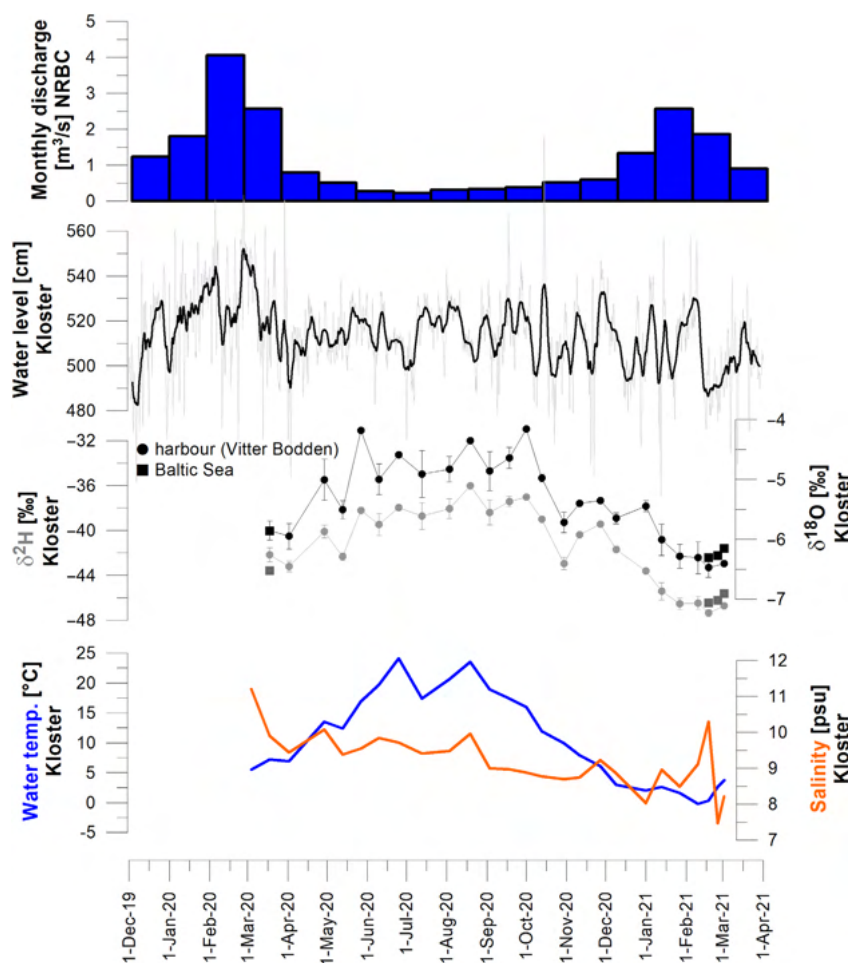 Monthly discharge
[m³/s] NRBC
5
4
3
2
1
0
Water level [cm]
Kloster
560
540
520
500
480
harbour (Vitter Bodden)
Baltic Sea
δ²H [‰]
Kloster
−32
−36
−40
−44
−48
−4
−5
−6
−7
δ¹⁸O [‰]
Kloster
Water temp. [°C]
Kloster
25
20
15
10
5
0
−5
12
11
10
9
8
7
Salinity [psu]
Kloster
1-Dec-19
1-Jan-20
1-Feb-20
1-Mar-20
1-Apr-20
1-May-20
1-Jun-20
1-Jul-20
1-Aug-20
1-Sep-20
1-Oct-20
1-Nov-20
1-Dec-20
1-Jan-21
1-Feb-21
1-Mar-21
1-Apr-21